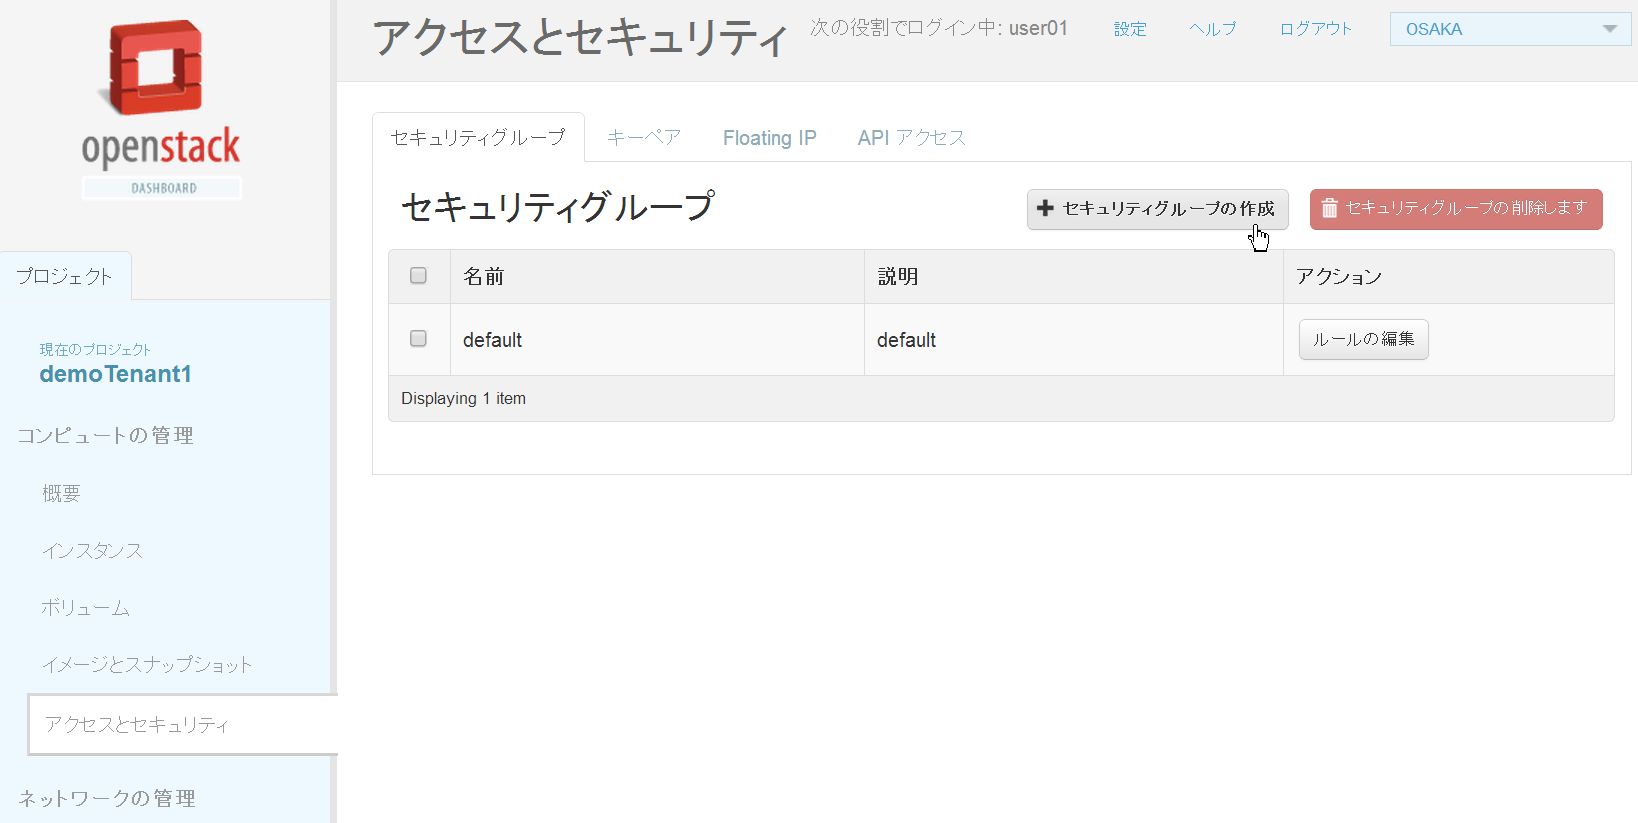 openstack
DASHBOARD
プロジェクト
現在のプロジェクト
demoTenant1
コンピュートの管理
概要
インスタンス
ボリューム
イメージとスナップショット
アクセスとセキュリティ
ネットワークの管理
アクセスとセキュリティ 次の役割でログイン中: user01 設定 ヘルプ ログアウト OSAKA
セキュリティグループ キーペア Floating IP API アクセス
セキュリティグループ セキュリティグループの作成 セキュリティグループの削除します
名前 説明 アクション
default default ルールの編集
Displaying 1 item